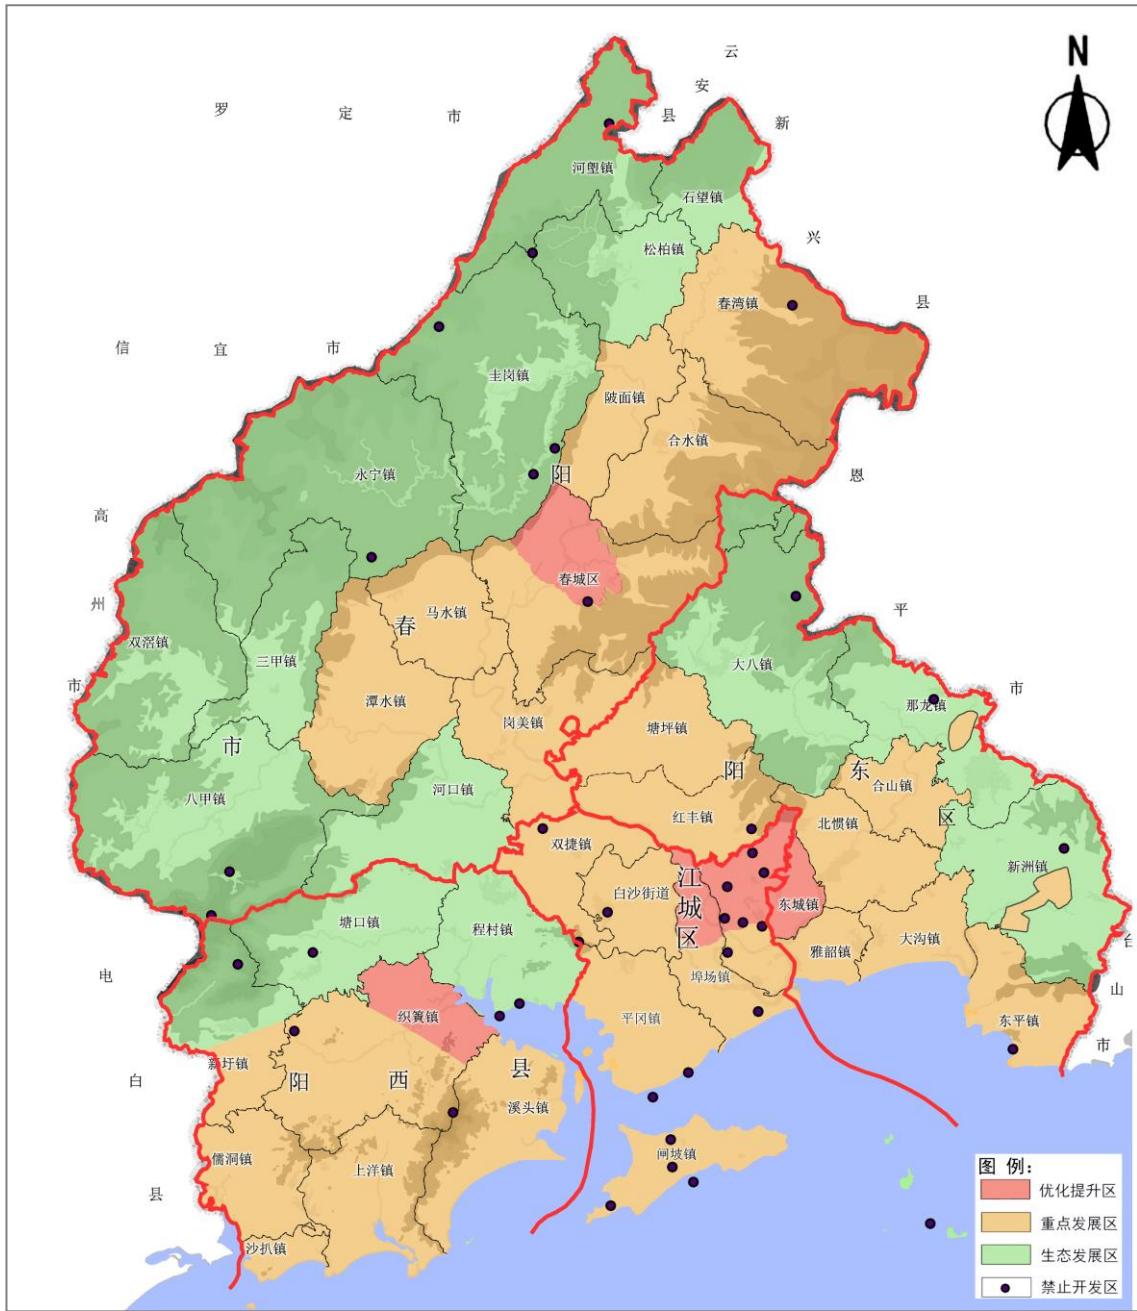 N
云
安
县
罗 定 市
新
兴
县
河㙟镇
石望镇
松柏镇
春湾镇
信 宜 市
圭岗镇
陂面镇
合水镇
永宁镇
阳
恩
高
州
市
春城区
马水镇
春
平
市
双滘镇
三甲镇
大八镇
那龙镇
潭水镇
岗美镇
塘坪镇
市
阳 东
区
合山镇
八甲镇
河口镇
红丰镇
北惯镇
双捷镇
新洲镇
江
城
区
白沙街道
东城镇
塘口镇
程村镇
雅韶镇
大沟镇
台
山
市
电
白
县
埠场镇
织篢镇
平冈镇
东平镇
新圩镇
阳 西 县
溪头镇
儒洞镇
上洋镇
闸坡镇
沙扒镇
图 例：
优化提升区
重点发展区
生态发展区
禁止开发区